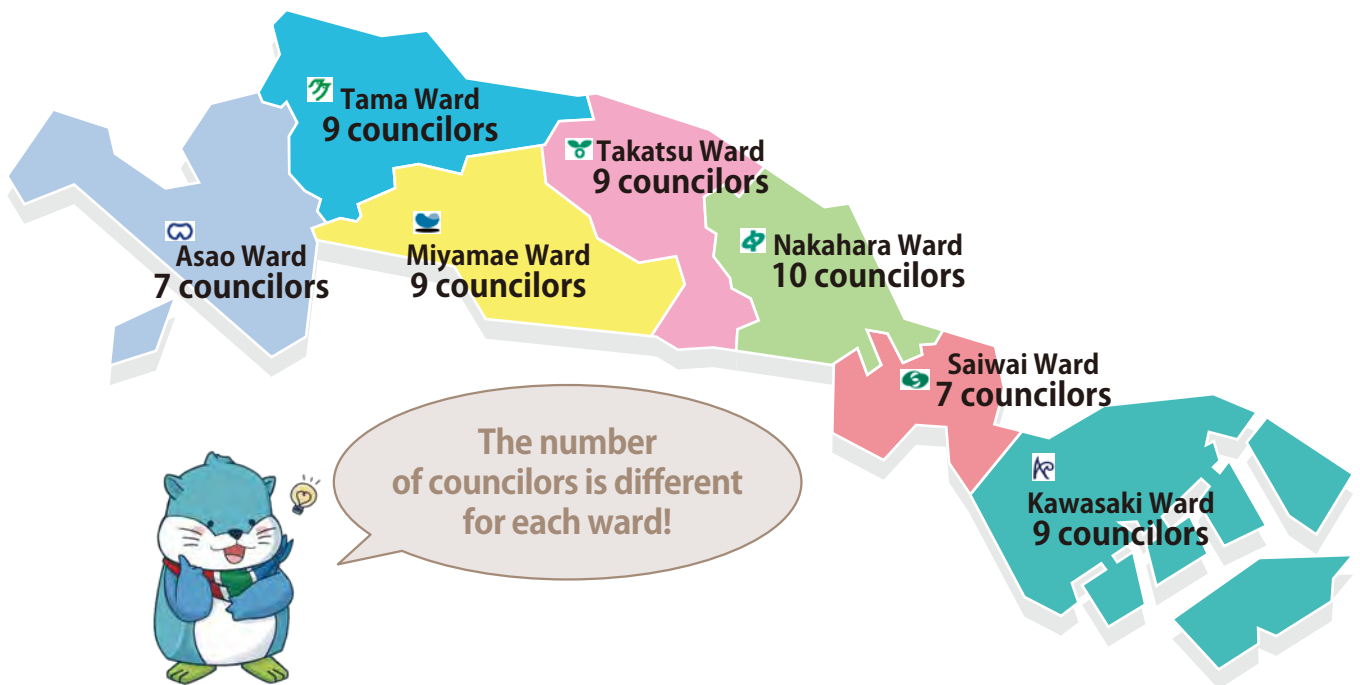 Tama Ward
9 councilors
Takatsu Ward
9 councilors
Asao Ward
7 councilors
Miyamae Ward
9 councilors
Nakahara Ward
10 councilors
Saiwai Ward
7 councilors
Kawasaki Ward
9 councilors
The number
of councilors is different
for each ward!